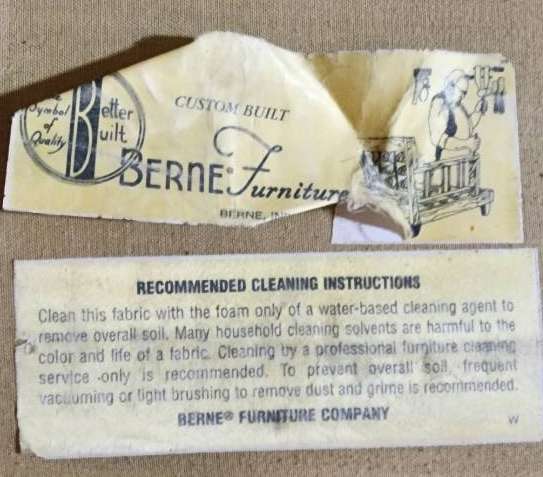 The
Symbol
of
Quality
Better
Built
CUSTOM BUILT
BERNE Furniture
BERNE, IN
RECOMMENDED CLEANING INSTRUCTIONS
Clean this fabric with the foam only of a water-based cleaning agent to
remove overall soil. Many household cleaning solvents are harmful to the
color and life of a fabric. Cleaning by a professional furniture cleaning
service only is recommended. To prevent overall soil, frequent
vacuuming or light brushing to remove dust and grime is recommended.
BERNE® FURNITURE COMPANY
W